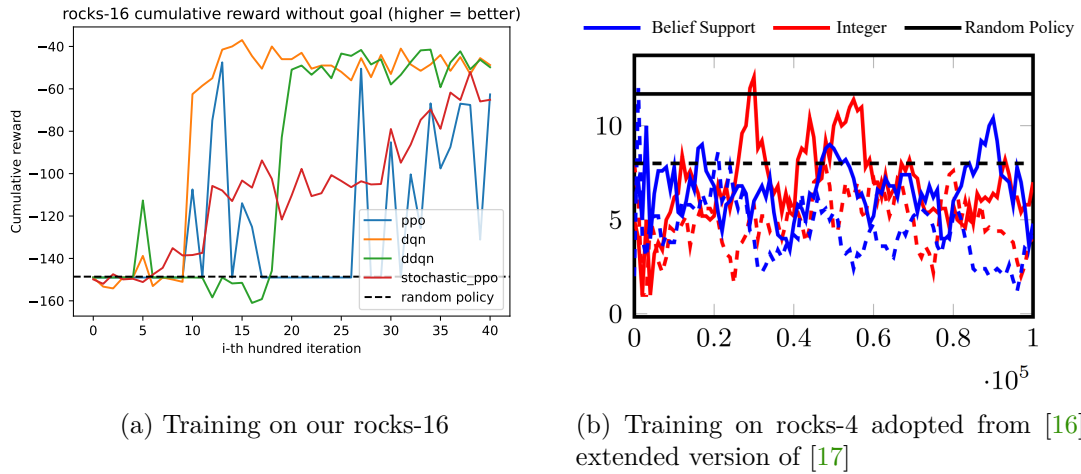 rocks-16 cumulative reward without goal (higher = better)
Cumulative reward
−40
−60
−80
−100
−120
−140
−160
0
5
10
15
20
25
30
35
40
i-th hundred iteration
ppo
dqn
ddqn
stochastic_ppo
random policy
(a) Training on our rocks-16
Belief Support
Integer
Random Policy
10
5
0
0
0.2
0.4
0.6
0.8
1
·10⁵
(b) Training on rocks-4 adopted from [16]
extended version of [17]